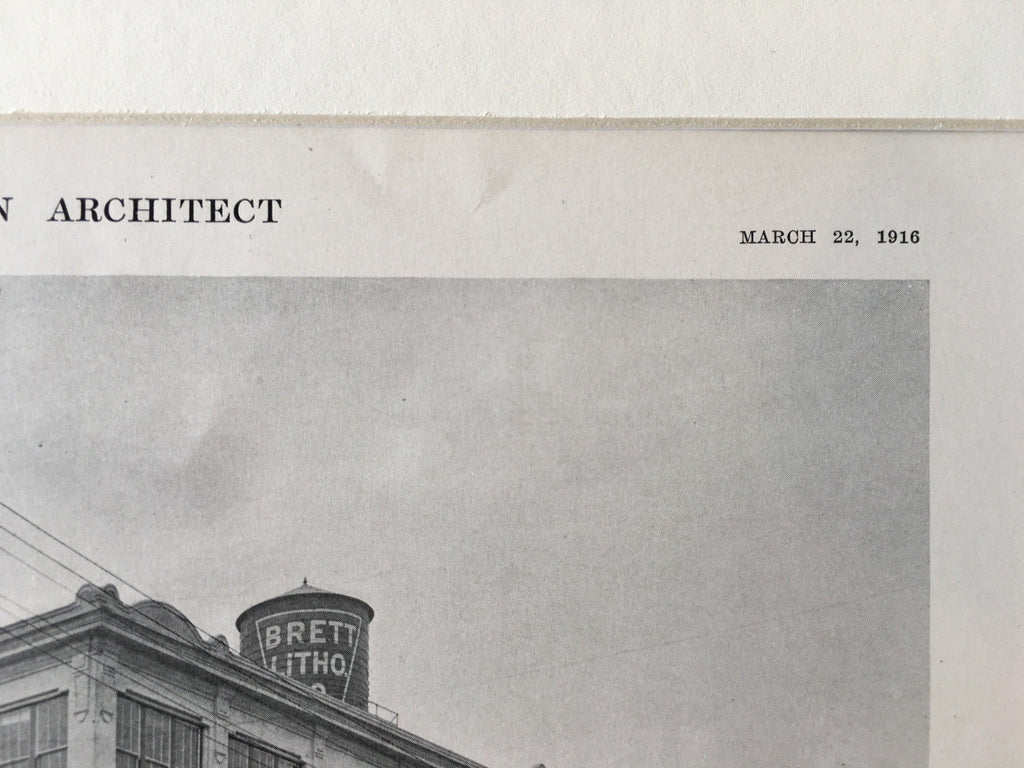 N ARCHITECT
MARCH 22, 1916
BRETT
LITHO.